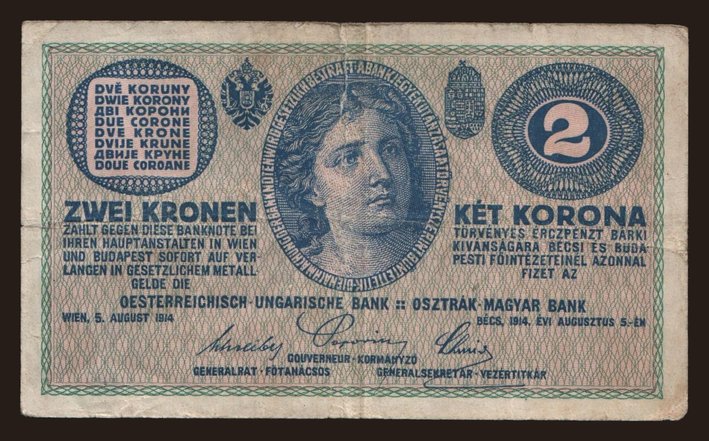 DVĚ KORUNY
DWIE KORONY
ДВІ КОРОНИ
DUE CORONE
DVE KRONE
DVIJE KRUNE
ДВИЈЕ КРУНЕ
DOUE COROANE
2
ZWEI KRONEN
ZAHLT GEGEN DIESE BANKNOTE BEI
IHREN HAUPTANSTALTEN IN WIEN
UND BUDAPEST SOFORT AUF VER-
LANGEN IN GESETZLICHEM METALL-
GELDE DIE
KÉT KORONA
TÖRVÉNYES ÉRCZPÉNZT BÁRKI
KIVÁNSÁGÁRA BÉCSI ÉS BUDA-
PESTI FŐINTÉZETEINÉL AZONNAL
FIZET AZ
OESTERREICHISCH-UNGARISCHE BANK :: OSZTRÁK-MAGYAR BANK
WIEN, 5. AUGUST 1914
BÉCS, 1914. ÉVI AUGUSZTUS 5.-ÉN
GOUVERNEUR-KORMÁNYZÓ
GENERALRAT-FŐTANÁCSOS
GENERALSEKRETÄR-VEZÉRTITKÁR